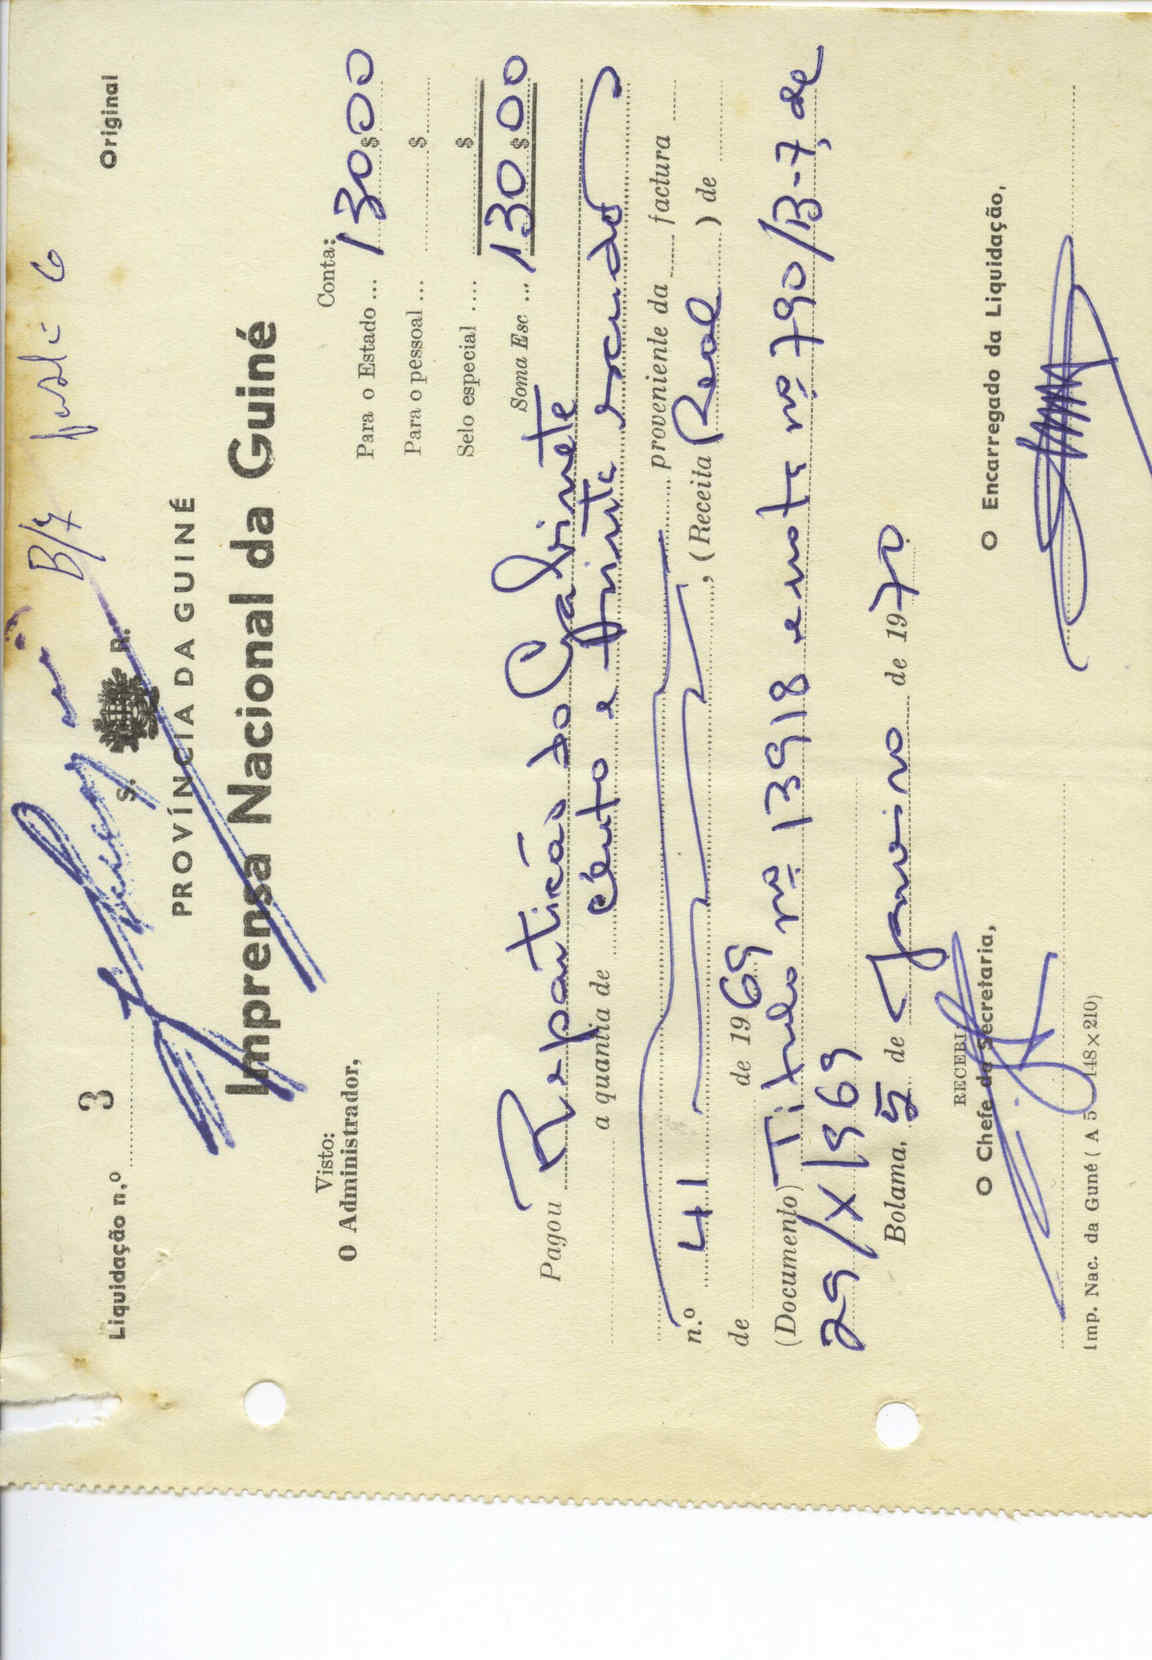 Original
B/7
Liquidação n.º 3
S. R.
PROVÍNCIA DA GUINÉ
Imprensa Nacional da Guiné
Visto:
O Administrador,
Conta:
Para o Estado ... 130$00
Para o pessoal ... $
Selo especial .... $
Soma Esc ... 130$00
Pagou Repartição do Gabinete
a quantia de cento e trinta escudos
proveniente da factura
n.º 41, (Receita Real) de
de de 1969
(Documento) Titulo nº 13918 e nota nº 790/B-7, de
29/X/969
Bolama, 5 de Janeiro de 1970
RECEBI
O Chefe da Secretaria,
O Encarregado da Liquidação,
Imp. Nac. da Guné ( A 5 148×210)